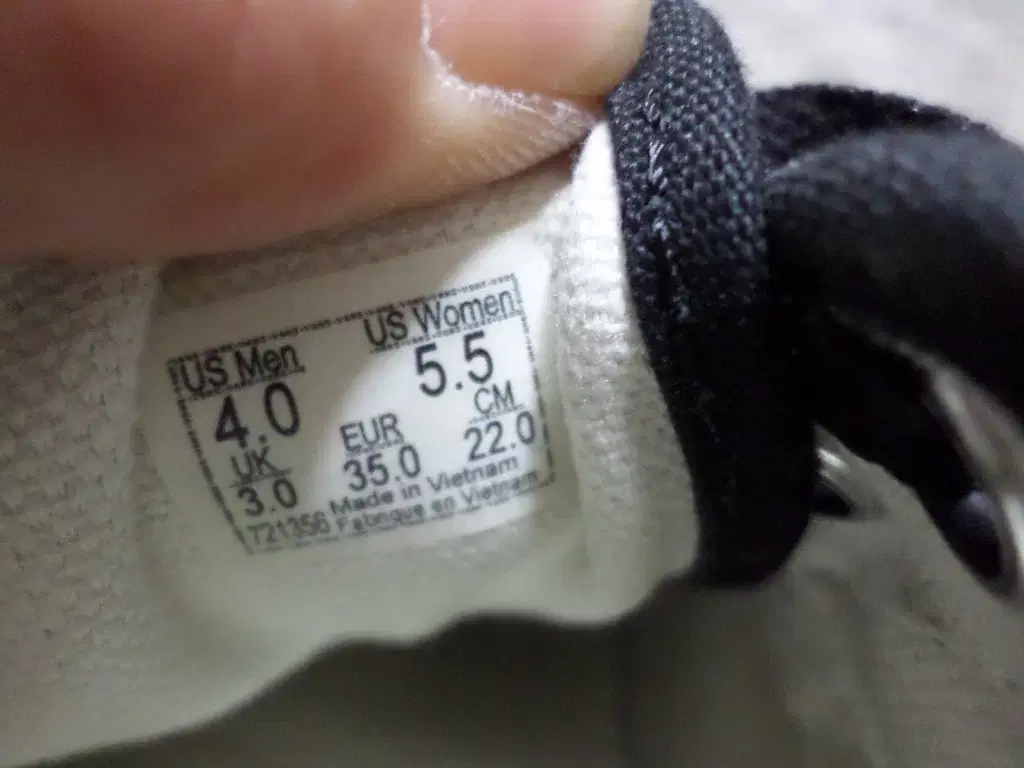 US Men US Women
4.0 5.5
UK EUR CM
3.0 35.0 22.0
Made in Vietnam
721356 Fabrique en Vietnam